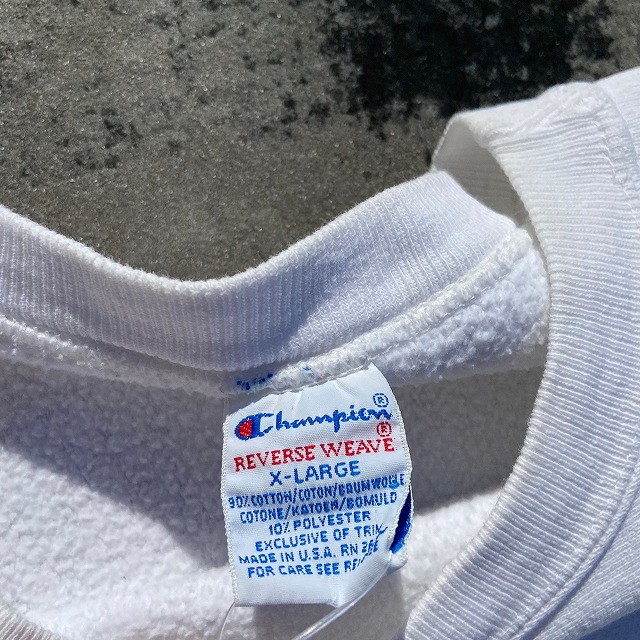 Champion®
REVERSE WEAVE®
X-LARGE
90% COTTON/COTON/BAUMWOLLE
COTONE/KATOEN/BOMULD
10% POLYESTER
EXCLUSIVE OF TRIM
MADE IN U.S.A. RN
FOR CARE SEE